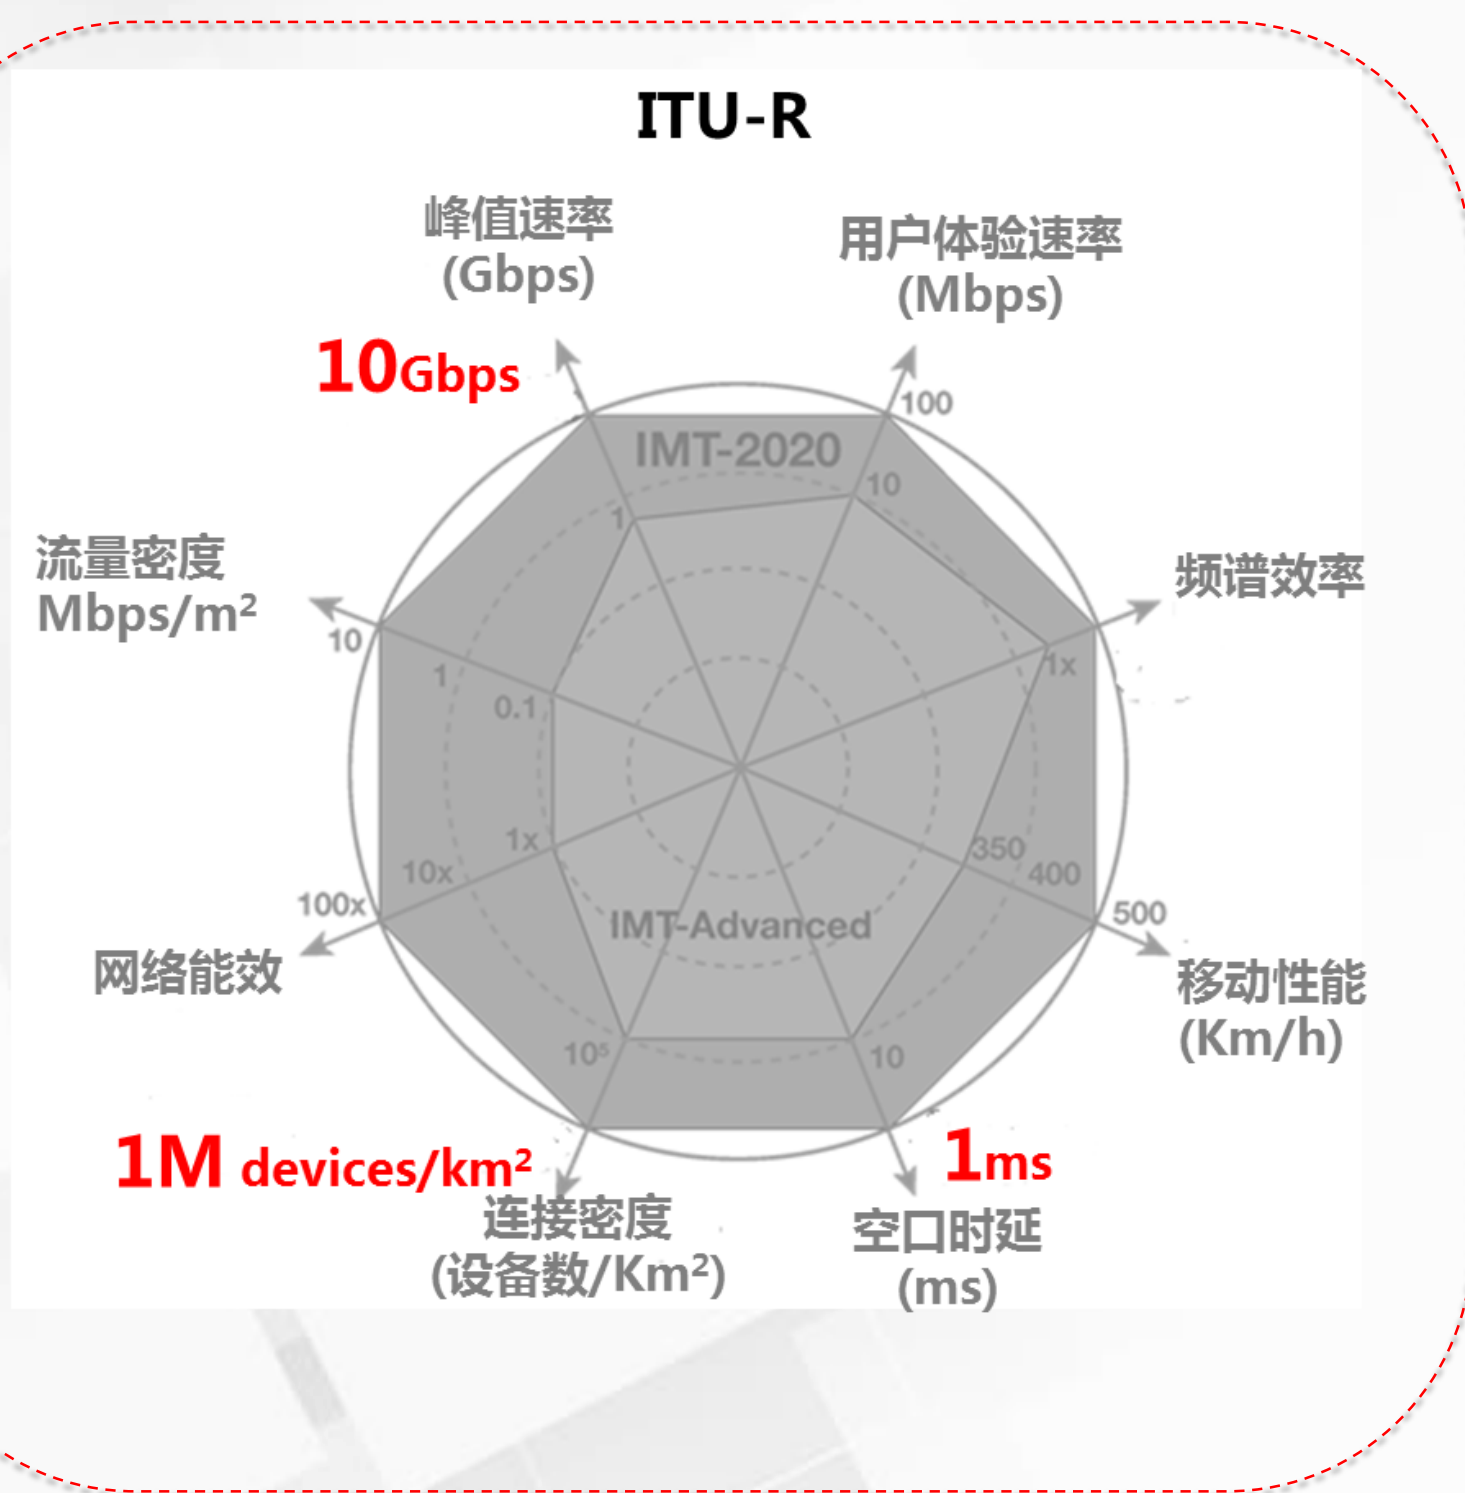 ITU-R
峰值速率
(Gbps)
用户体验速率
(Mbps)
10Gbps
100
IMT-2020
10
1
流量密度
Mbps/m²
频谱效率
10
1
0.1
1x
1x
10x
100x
350
400
500
网络能效
IMT-Advanced
移动性能
(Km/h)
10⁵
10
1M devices/km²
1ms
连接密度
(设备数/Km²)
空口时延
(ms)